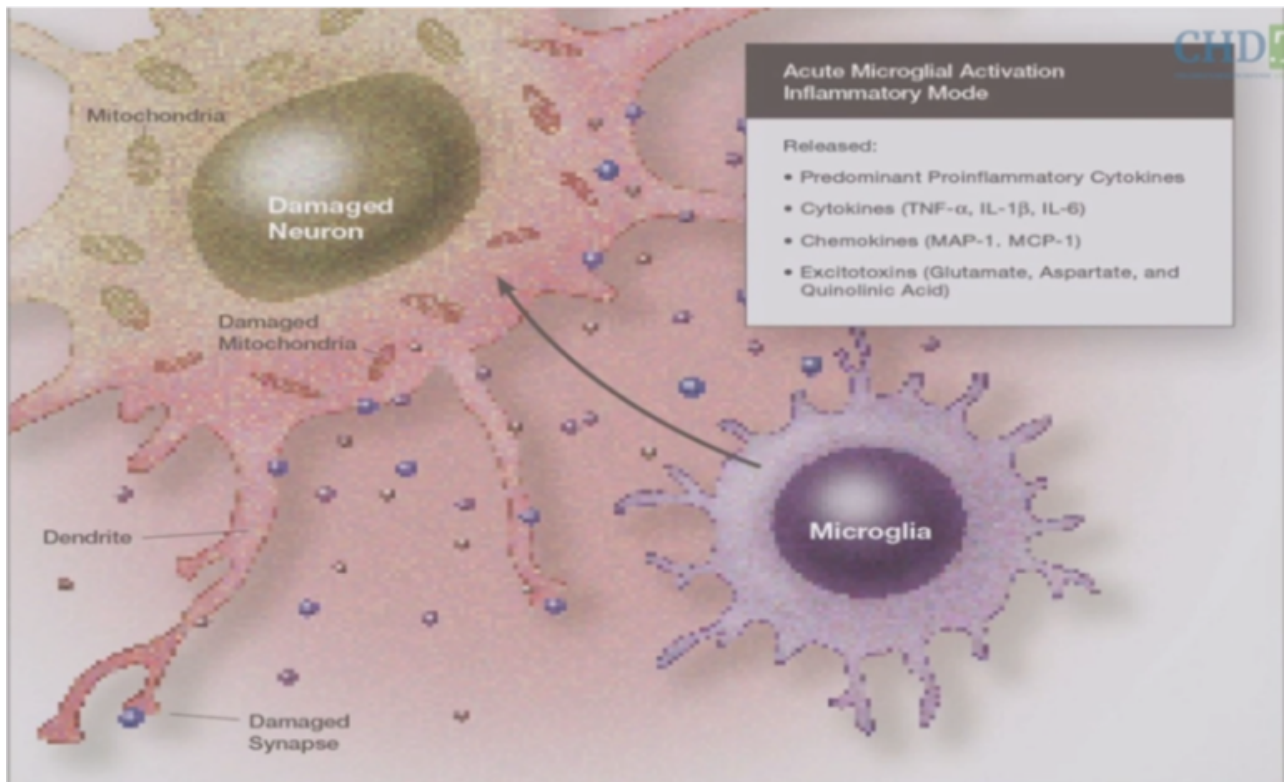 CHD
Acute Microglial Activation
Inflammatory Mode
Released:
• Predominant Proinflammatory Cytokines
• Cytokines (TNF-α, IL-1β, IL-6)
• Chemokines (MAP-1. MCP-1)
• Excitotoxins (Glutamate, Aspartate, and
Quinolinic Acid)
Mitochondria
Damaged
Neuron
Damaged
Mitochondria
Microglia
Dendrite
Damaged
Synapse